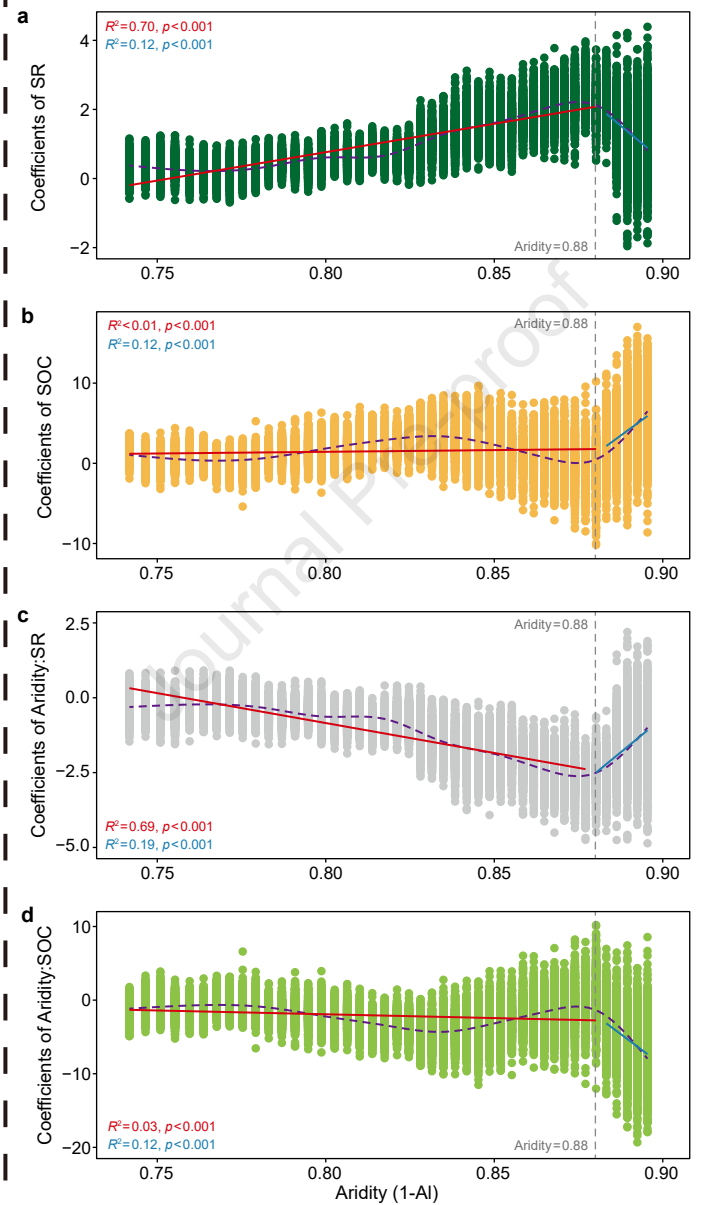 a
R²=0.70, p<0.001
R²=0.12, p<0.001
Coefficients of SR
4
2
0
−2
Aridity=0.88
0.75
0.80
0.85
0.90
b
R²<0.01, p<0.001
R²=0.12, p<0.001
Aridity=0.88
Coefficients of SOC
10
0
−10
0.75
0.80
0.85
0.90
c
Aridity=0.88
Coefficients of Aridity:SR
2.5
0.0
−2.5
−5.0
R²=0.69, p<0.001
R²=0.19, p<0.001
0.75
0.80
0.85
0.90
d
Coefficients of Aridity:SOC
10
0
−10
−20
R²=0.03, p<0.001
R²=0.12, p<0.001
Aridity=0.88
0.75
0.80
0.85
0.90
Aridity (1-AI)
Journal Pre-proof